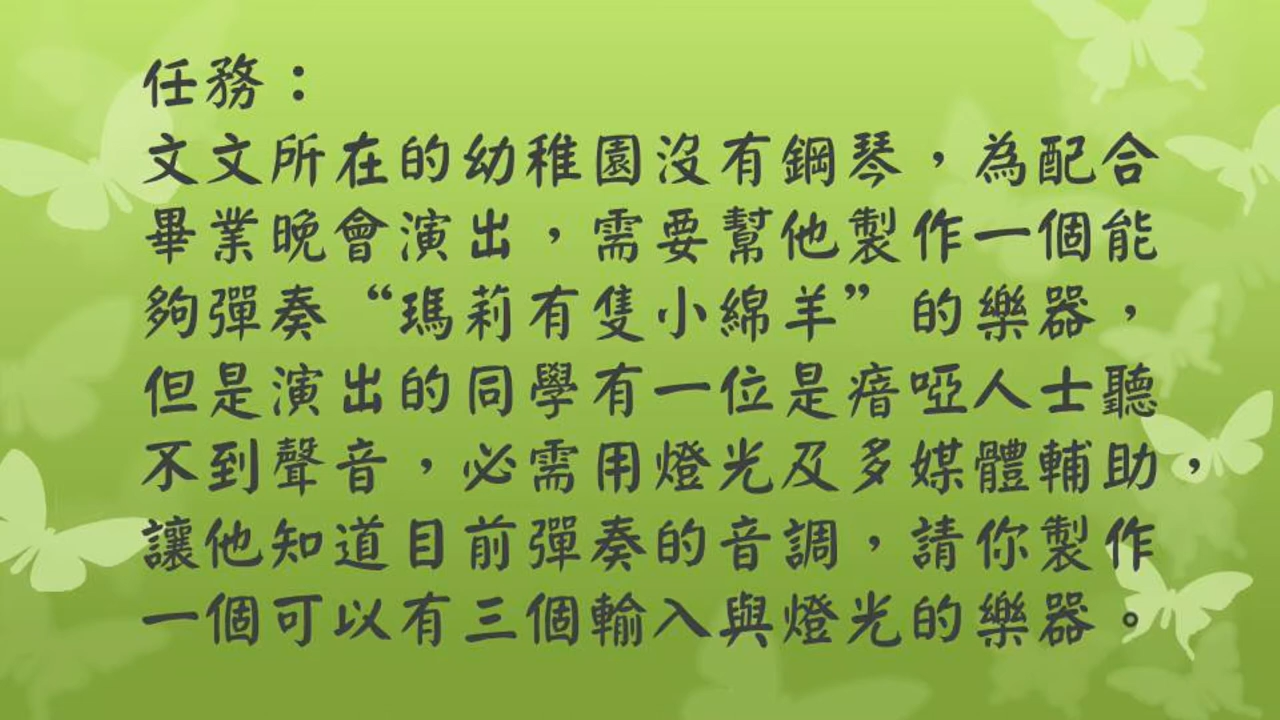 任務：
文文所在的幼稚園沒有鋼琴，為配合
畢業晚會演出，需要幫他製作一個能
夠彈奏“瑪莉有隻小綿羊”的樂器，
但是演出的同學有一位是瘖啞人士聽
不到聲音，必需用燈光及多媒體輔助，
讓他知道目前彈奏的音調，請你製作
一個可以有三個輸入與燈光的樂器。